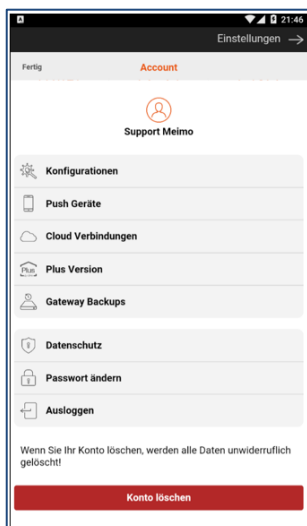 21:46
Einstellungen
Fertig
Account
Support Meimo
Konfigurationen
Push Geräte
Cloud Verbindungen
Plus
Plus Version
Gateway Backups
Datenschutz
Passwort ändern
Ausloggen
Wenn Sie Ihr Konto löschen, werden alle Daten unwiderruflich
gelöscht!
Konto löschen